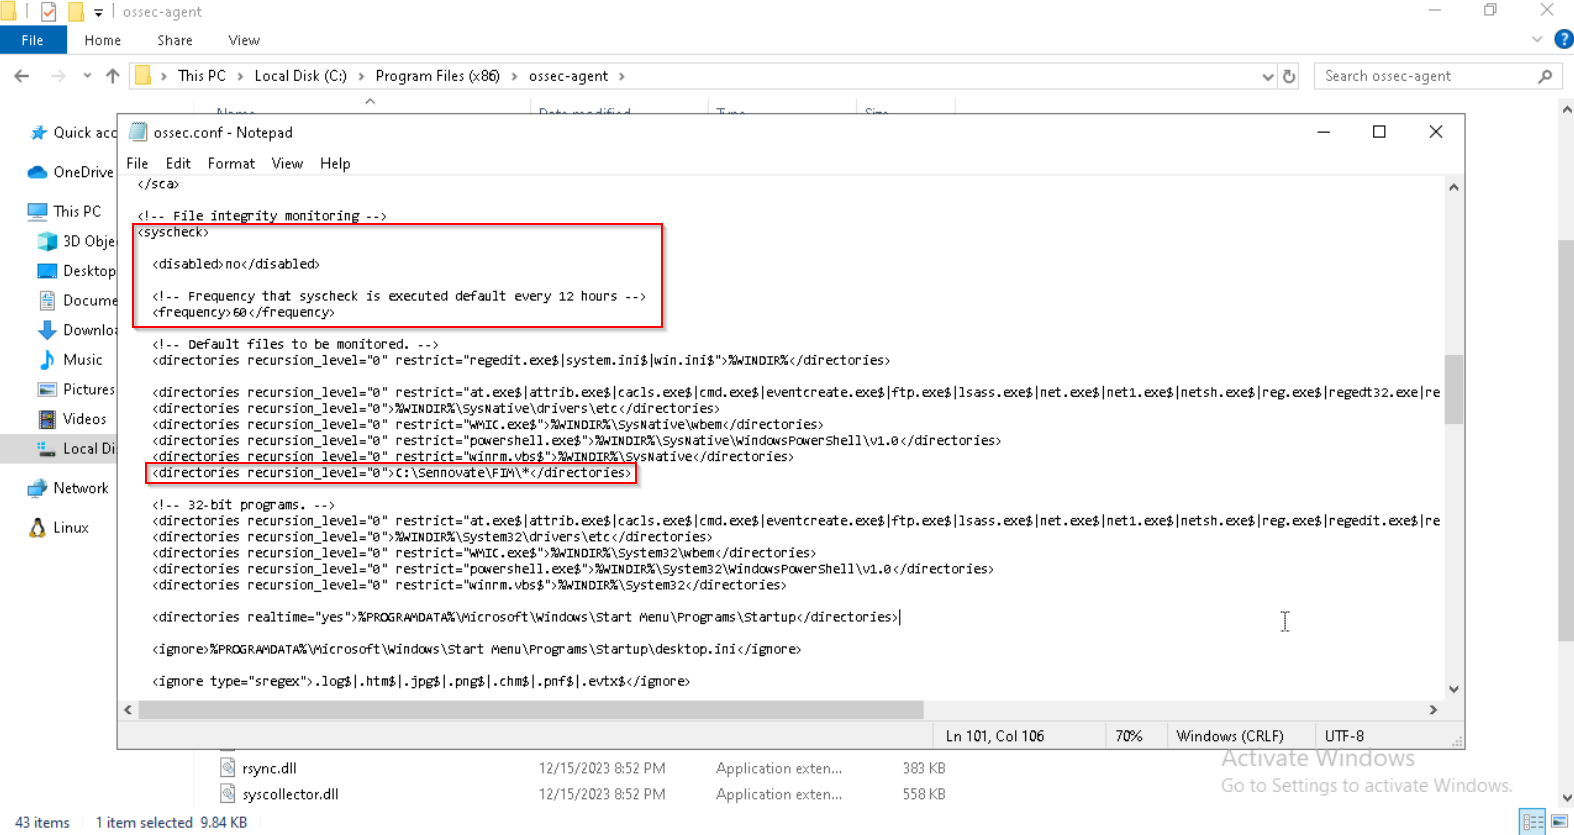 ossec-agent
File Home Share View
This PC > Local Disk (C:) > Program Files (x86) > ossec-agent >
Search ossec-agent
Name Date modified Type Size
Quick acc
OneDrive
This PC
3D Obje
Desktop
Docume
Downlo
Music
Pictures
Videos
Local Di
Network
Linux
ossec.conf - Notepad
File Edit Format View Help
</sca>
<!-- File integrity monitoring -->
<syscheck>
<disabled>no</disabled>
<!-- Frequency that syscheck is executed default every 12 hours -->
<frequency>60</frequency>
<!-- Default files to be monitored. -->
<directories recursion_level="0" restrict="regedit.exe$|system.ini$|win.ini$">%WINDIR%</directories>
<directories recursion_level="0" restrict="at.exe$|attrib.exe$|cacls.exe$|cmd.exe$|eventcreate.exe$|ftp.exe$|lsass.exe$|net.exe$|net1.exe$|netsh.exe$|reg.exe$|regedt32.exe|re
<directories recursion_level="0">%WINDIR%\SysNative\drivers\etc</directories>
<directories recursion_level="0" restrict="WMIC.exe$">%WINDIR%\SysNative\wbem</directories>
<directories recursion_level="0" restrict="powershell.exe$">%WINDIR%\SysNative\WindowsPowerShell\v1.0</directories>
<directories recursion_level="0" restrict="winrm.vbs$">%WINDIR%\SysNative</directories>
<directories recursion_level="0">C:\Sennovate\FIM\*</directories>
<!-- 32-bit programs. -->
<directories recursion_level="0" restrict="at.exe$|attrib.exe$|cacls.exe$|cmd.exe$|eventcreate.exe$|ftp.exe$|lsass.exe$|net.exe$|net1.exe$|netsh.exe$|reg.exe$|regedit.exe$|re
<directories recursion_level="0">%WINDIR%\System32\drivers\etc</directories>
<directories recursion_level="0" restrict="WMIC.exe$">%WINDIR%\System32\wbem</directories>
<directories recursion_level="0" restrict="powershell.exe$">%WINDIR%\System32\WindowsPowerShell\v1.0</directories>
<directories recursion_level="0" restrict="winrm.vbs$">%WINDIR%\System32</directories>
<directories realtime="yes">%PROGRAMDATA%\Microsoft\Windows\Start Menu\Programs\Startup</directories>
<ignore>%PROGRAMDATA%\Microsoft\Windows\Start Menu\Programs\Startup\desktop.ini</ignore>
<ignore type="sregex">.log$|.htm$|.jpg$|.png$|.chm$|.pnf$|.evtx$</ignore>
Ln 101, Col 106 70% Windows (CRLF) UTF-8
Activate Windows
Go to Settings to activate Windows.
rsync.dll 12/15/2023 8:52 PM Application exten... 383 KB
syscollector.dll 12/15/2023 8:52 PM Application exten... 558 KB
43 items 1 item selected 9.84 KB